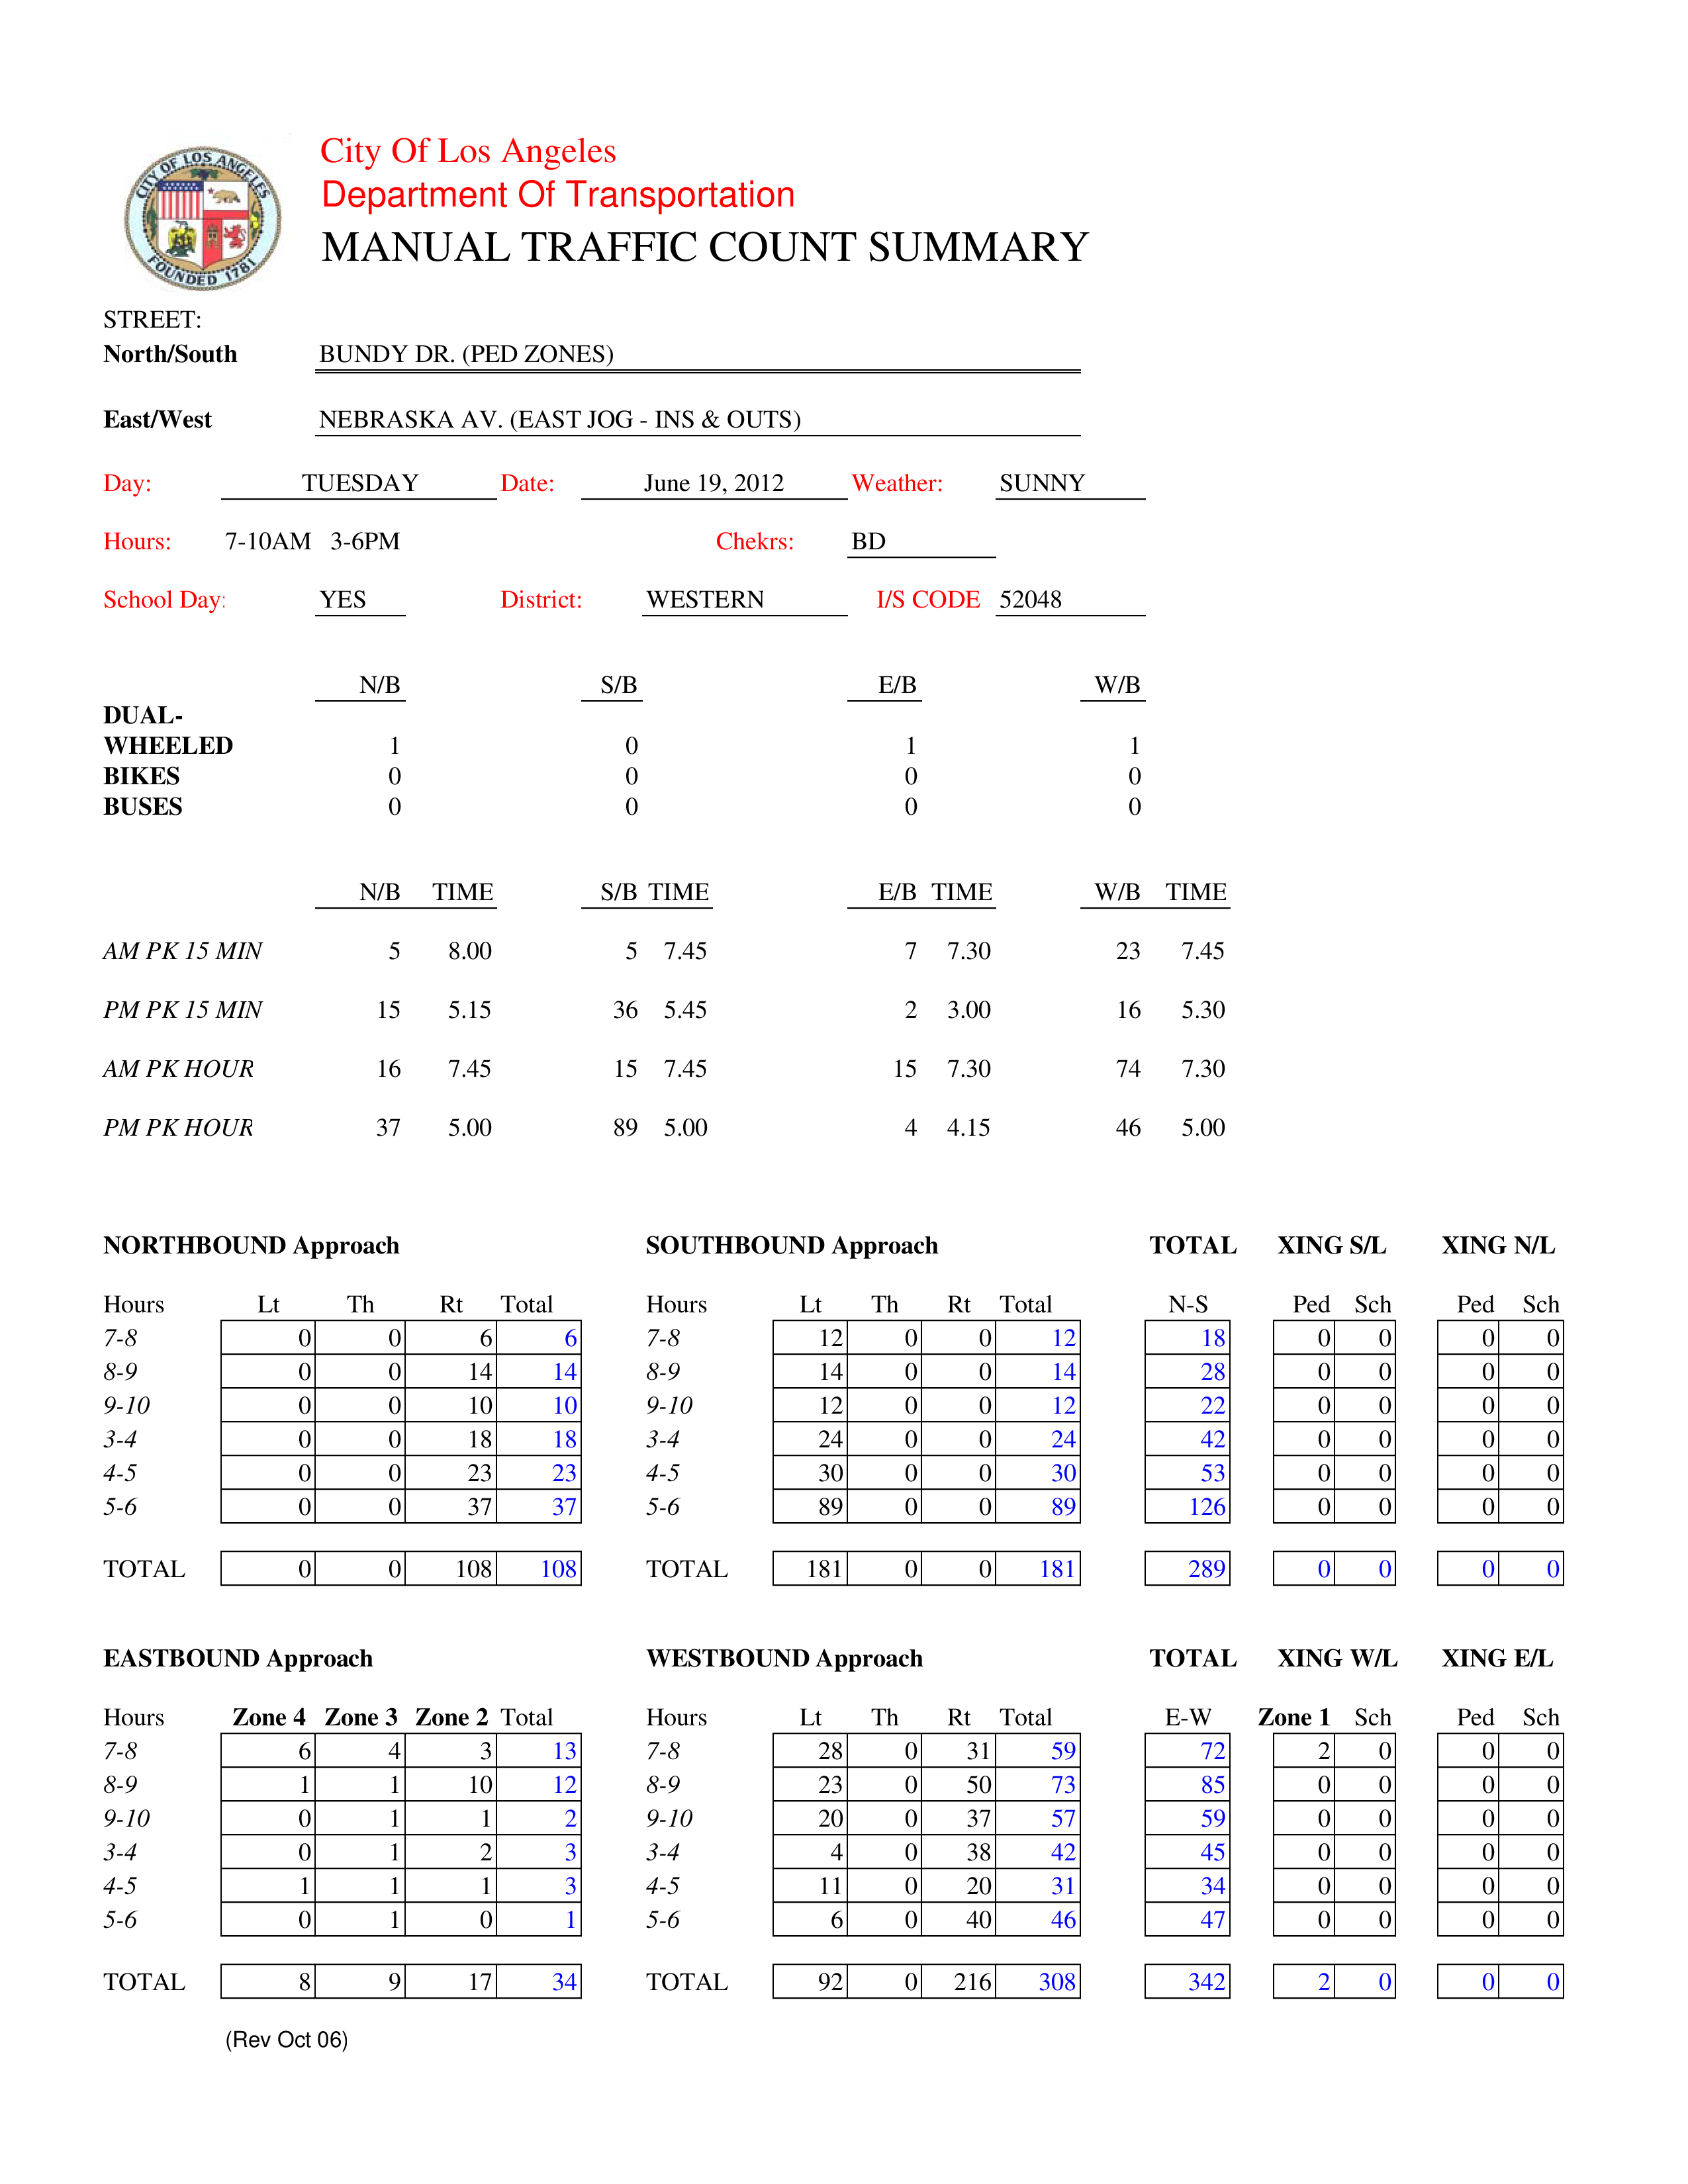 CITY OF LOS ANGELES
FOUNDED 1781
City Of Los Angeles
Department Of Transportation
MANUAL TRAFFIC COUNT SUMMARY
STREET:
North/South BUNDY DR. (PED ZONES)
East/West NEBRASKA AV. (EAST JOG - INS & OUTS)
Day: TUESDAY Date: June 19, 2012 Weather: SUNNY
Hours: 7-10AM 3-6PM Chekrs: BD
School Day: YES District: WESTERN I/S CODE 52048
N/B S/B E/B W/B
DUAL-
WHEELED 1 0 1 1
BIKES 0 0 0 0
BUSES 0 0 0 0
N/B TIME S/B TIME E/B TIME W/B TIME
AM PK 15 MIN 5 8.00 5 7.45 7 7.30 23 7.45
PM PK 15 MIN 15 5.15 36 5.45 2 3.00 16 5.30
AM PK HOUR 16 7.45 15 7.45 15 7.30 74 7.30
PM PK HOUR 37 5.00 89 5.00 4 4.15 46 5.00
NORTHBOUND Approach SOUTHBOUND Approach TOTAL XING S/L XING N/L
Hours Lt Th Rt Total Hours Lt Th Rt Total N-S Ped Sch Ped Sch
7-8 0 0 6 6 7-8 12 0 0 12 18 0 0 0 0
8-9 0 0 14 14 8-9 14 0 0 14 28 0 0 0 0
9-10 0 0 10 10 9-10 12 0 0 12 22 0 0 0 0
3-4 0 0 18 18 3-4 24 0 0 24 42 0 0 0 0
4-5 0 0 23 23 4-5 30 0 0 30 53 0 0 0 0
5-6 0 0 37 37 5-6 89 0 0 89 126 0 0 0 0
TOTAL 0 0 108 108 TOTAL 181 0 0 181 289 0 0 0 0
EASTBOUND Approach WESTBOUND Approach TOTAL XING W/L XING E/L
Hours Zone 4 Zone 3 Zone 2 Total Hours Lt Th Rt Total E-W Zone 1 Sch Ped Sch
7-8 6 4 3 13 7-8 28 0 31 59 72 2 0 0 0
8-9 1 1 10 12 8-9 23 0 50 73 85 0 0 0 0
9-10 0 1 1 2 9-10 20 0 37 57 59 0 0 0 0
3-4 0 1 2 3 3-4 4 0 38 42 45 0 0 0 0
4-5 1 1 1 3 4-5 11 0 20 31 34 0 0 0 0
5-6 0 1 0 1 5-6 6 0 40 46 47 0 0 0 0
TOTAL 8 9 17 34 TOTAL 92 0 216 308 342 2 0 0 0
(Rev Oct 06)